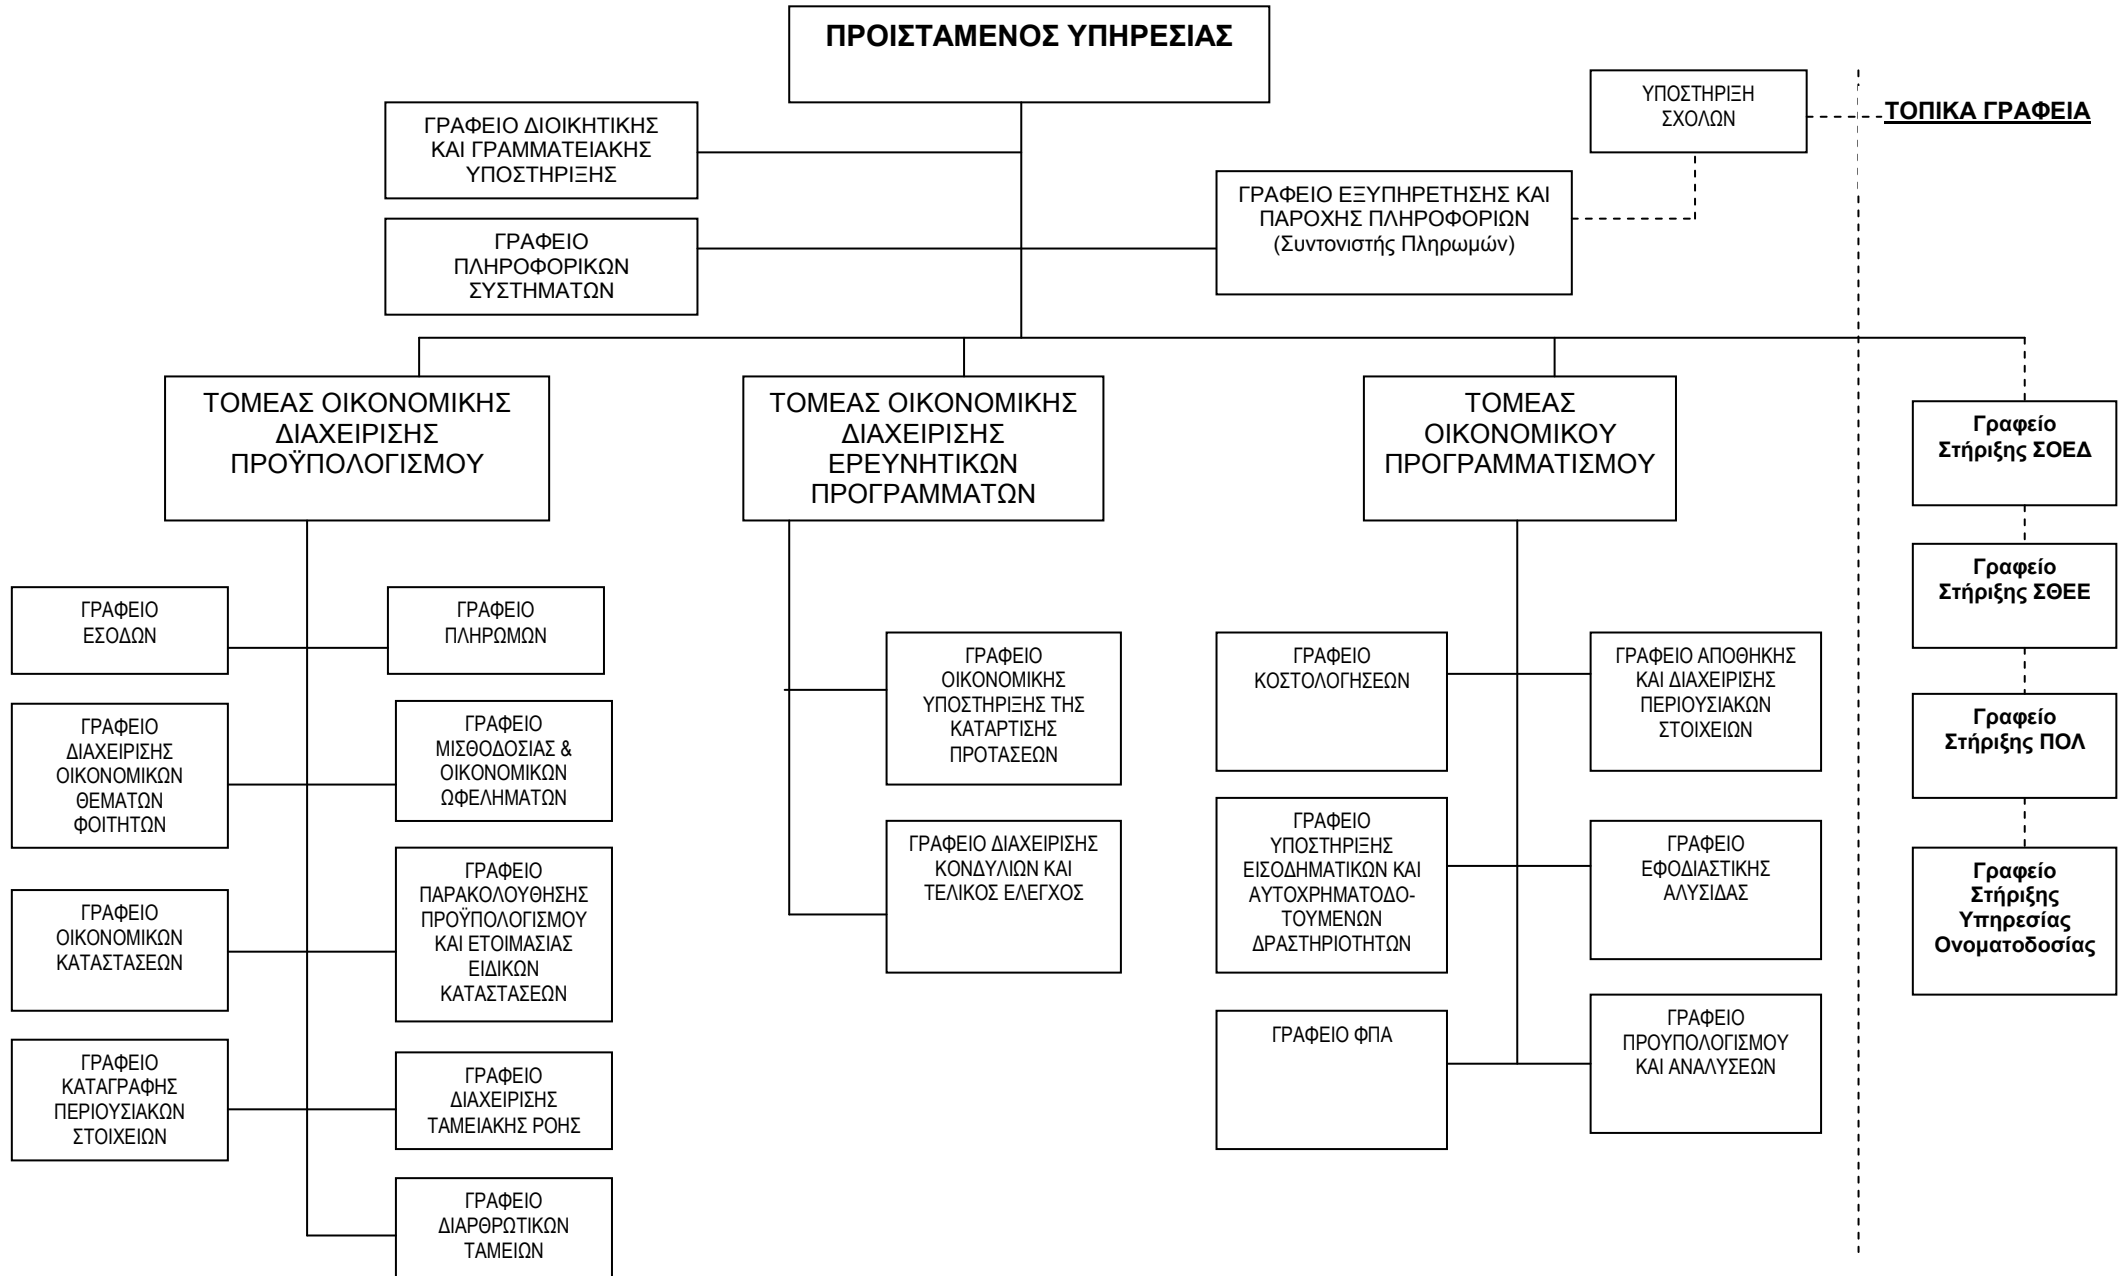 ΠΡΟΙΣΤΑΜΕΝΟΣ ΥΠΗΡΕΣΙΑΣ
ΓΡΑΦΕΙΟ ΔΙΟΙΚΗΤΙΚΗΣ
ΚΑΙ ΓΡΑΜΜΑΤΕΙΑΚΗΣ
ΥΠΟΣΤΗΡΙΞΗΣ
ΥΠΟΣΤΗΡΙΞΗ
ΣΧΟΛΩΝ
ΤΟΠΙΚΑ ΓΡΑΦΕΙΑ
ΓΡΑΦΕΙΟ
ΠΛΗΡΟΦΟΡΙΚΩΝ
ΣΥΣΤΗΜΑΤΩΝ
ΓΡΑΦΕΙΟ ΕΞΥΠΗΡΕΤΗΣΗΣ ΚΑΙ
ΠΑΡΟΧΗΣ ΠΛΗΡΟΦΟΡΙΩΝ
(Συντονιστής Πληρωμών)
ΤΟΜΕΑΣ ΟΙΚΟΝΟΜΙΚΗΣ
ΔΙΑΧΕΙΡΙΣΗΣ
ΠΡΟΫΠΟΛΟΓΙΣΜΟΥ
ΤΟΜΕΑΣ ΟΙΚΟΝΟΜΙΚΗΣ
ΔΙΑΧΕΙΡΙΣΗΣ
ΕΡΕΥΝΗΤΙΚΩΝ
ΠΡΟΓΡΑΜΜΑΤΩΝ
ΤΟΜΕΑΣ
ΟΙΚΟΝΟΜΙΚΟΥ
ΠΡΟΓΡΑΜΜΑΤΙΣΜΟΥ
Γραφείο
Στήριξης ΣΟΕΔ
Γραφείο
Στήριξης ΣΘΕΕ
Γραφείο
Στήριξης ΠΟΛ
Γραφείο
Στήριξης
Υπηρεσίας
Ονοματοδοσίας
ΓΡΑΦΕΙΟ
ΕΣΟΔΩΝ
ΓΡΑΦΕΙΟ
ΠΛΗΡΩΜΩΝ
ΓΡΑΦΕΙΟ
ΔΙΑΧΕΙΡΙΣΗΣ
ΟΙΚΟΝΟΜΙΚΩΝ
ΘΕΜΑΤΩΝ
ΦΟΙΤΗΤΩΝ
ΓΡΑΦΕΙΟ
ΜΙΣΘΟΔΟΣΙΑΣ &
ΟΙΚΟΝΟΜΙΚΩΝ
ΩΦΕΛΗΜΑΤΩΝ
ΓΡΑΦΕΙΟ
ΟΙΚΟΝΟΜΙΚΩΝ
ΚΑΤΑΣΤΑΣΕΩΝ
ΓΡΑΦΕΙΟ
ΠΑΡΑΚΟΛΟΥΘΗΣΗΣ
ΠΡΟΫΠΟΛΟΓΙΣΜΟΥ
ΚΑΙ ΕΤΟΙΜΑΣΙΑΣ
ΕΙΔΙΚΩΝ
ΚΑΤΑΣΤΑΣΕΩΝ
ΓΡΑΦΕΙΟ
ΚΑΤΑΓΡΑΦΗΣ
ΠΕΡΙΟΥΣΙΑΚΩΝ
ΣΤΟΙΧΕΙΩΝ
ΓΡΑΦΕΙΟ
ΔΙΑΧΕΙΡΙΣΗΣ
ΤΑΜΕΙΑΚΗΣ ΡΟΗΣ
ΓΡΑΦΕΙΟ
ΔΙΑΡΘΡΩΤΙΚΩΝ
ΤΑΜΕΙΩΝ
ΓΡΑΦΕΙΟ
ΟΙΚΟΝΟΜΙΚΗΣ
ΥΠΟΣΤΗΡΙΞΗΣ ΤΗΣ
ΚΑΤΑΡΤΙΣΗΣ
ΠΡΟΤΑΣΕΩΝ
ΓΡΑΦΕΙΟ ΔΙΑΧΕΙΡΙΣΗΣ
ΚΟΝΔΥΛΙΩΝ ΚΑΙ
ΤΕΛΙΚΟΣ ΕΛΕΓΧΟΣ
ΓΡΑΦΕΙΟ
ΚΟΣΤΟΛΟΓΗΣΕΩΝ
ΓΡΑΦΕΙΟ ΑΠΟΘΗΚΗΣ
ΚΑΙ ΔΙΑΧΕΙΡΙΣΗΣ
ΠΕΡΙΟΥΣΙΑΚΩΝ
ΣΤΟΙΧΕΙΩΝ
ΓΡΑΦΕΙΟ
ΥΠΟΣΤΗΡΙΞΗΣ
ΕΙΣΟΔΗΜΑΤΙΚΩΝ ΚΑΙ
ΑΥΤΟΧΡΗΜΑΤΟΔΟ-
ΤΟΥΜΕΝΩΝ
ΔΡΑΣΤΗΡΙΟΤΗΤΩΝ
ΓΡΑΦΕΙΟ
ΕΦΟΔΙΑΣΤΙΚΗΣ
ΑΛΥΣΙΔΑΣ
ΓΡΑΦΕΙΟ ΦΠΑ
ΓΡΑΦΕΙΟ
ΠΡΟΥΠΟΛΟΓΙΣΜΟΥ
ΚΑΙ ΑΝΑΛΥΣΕΩΝ